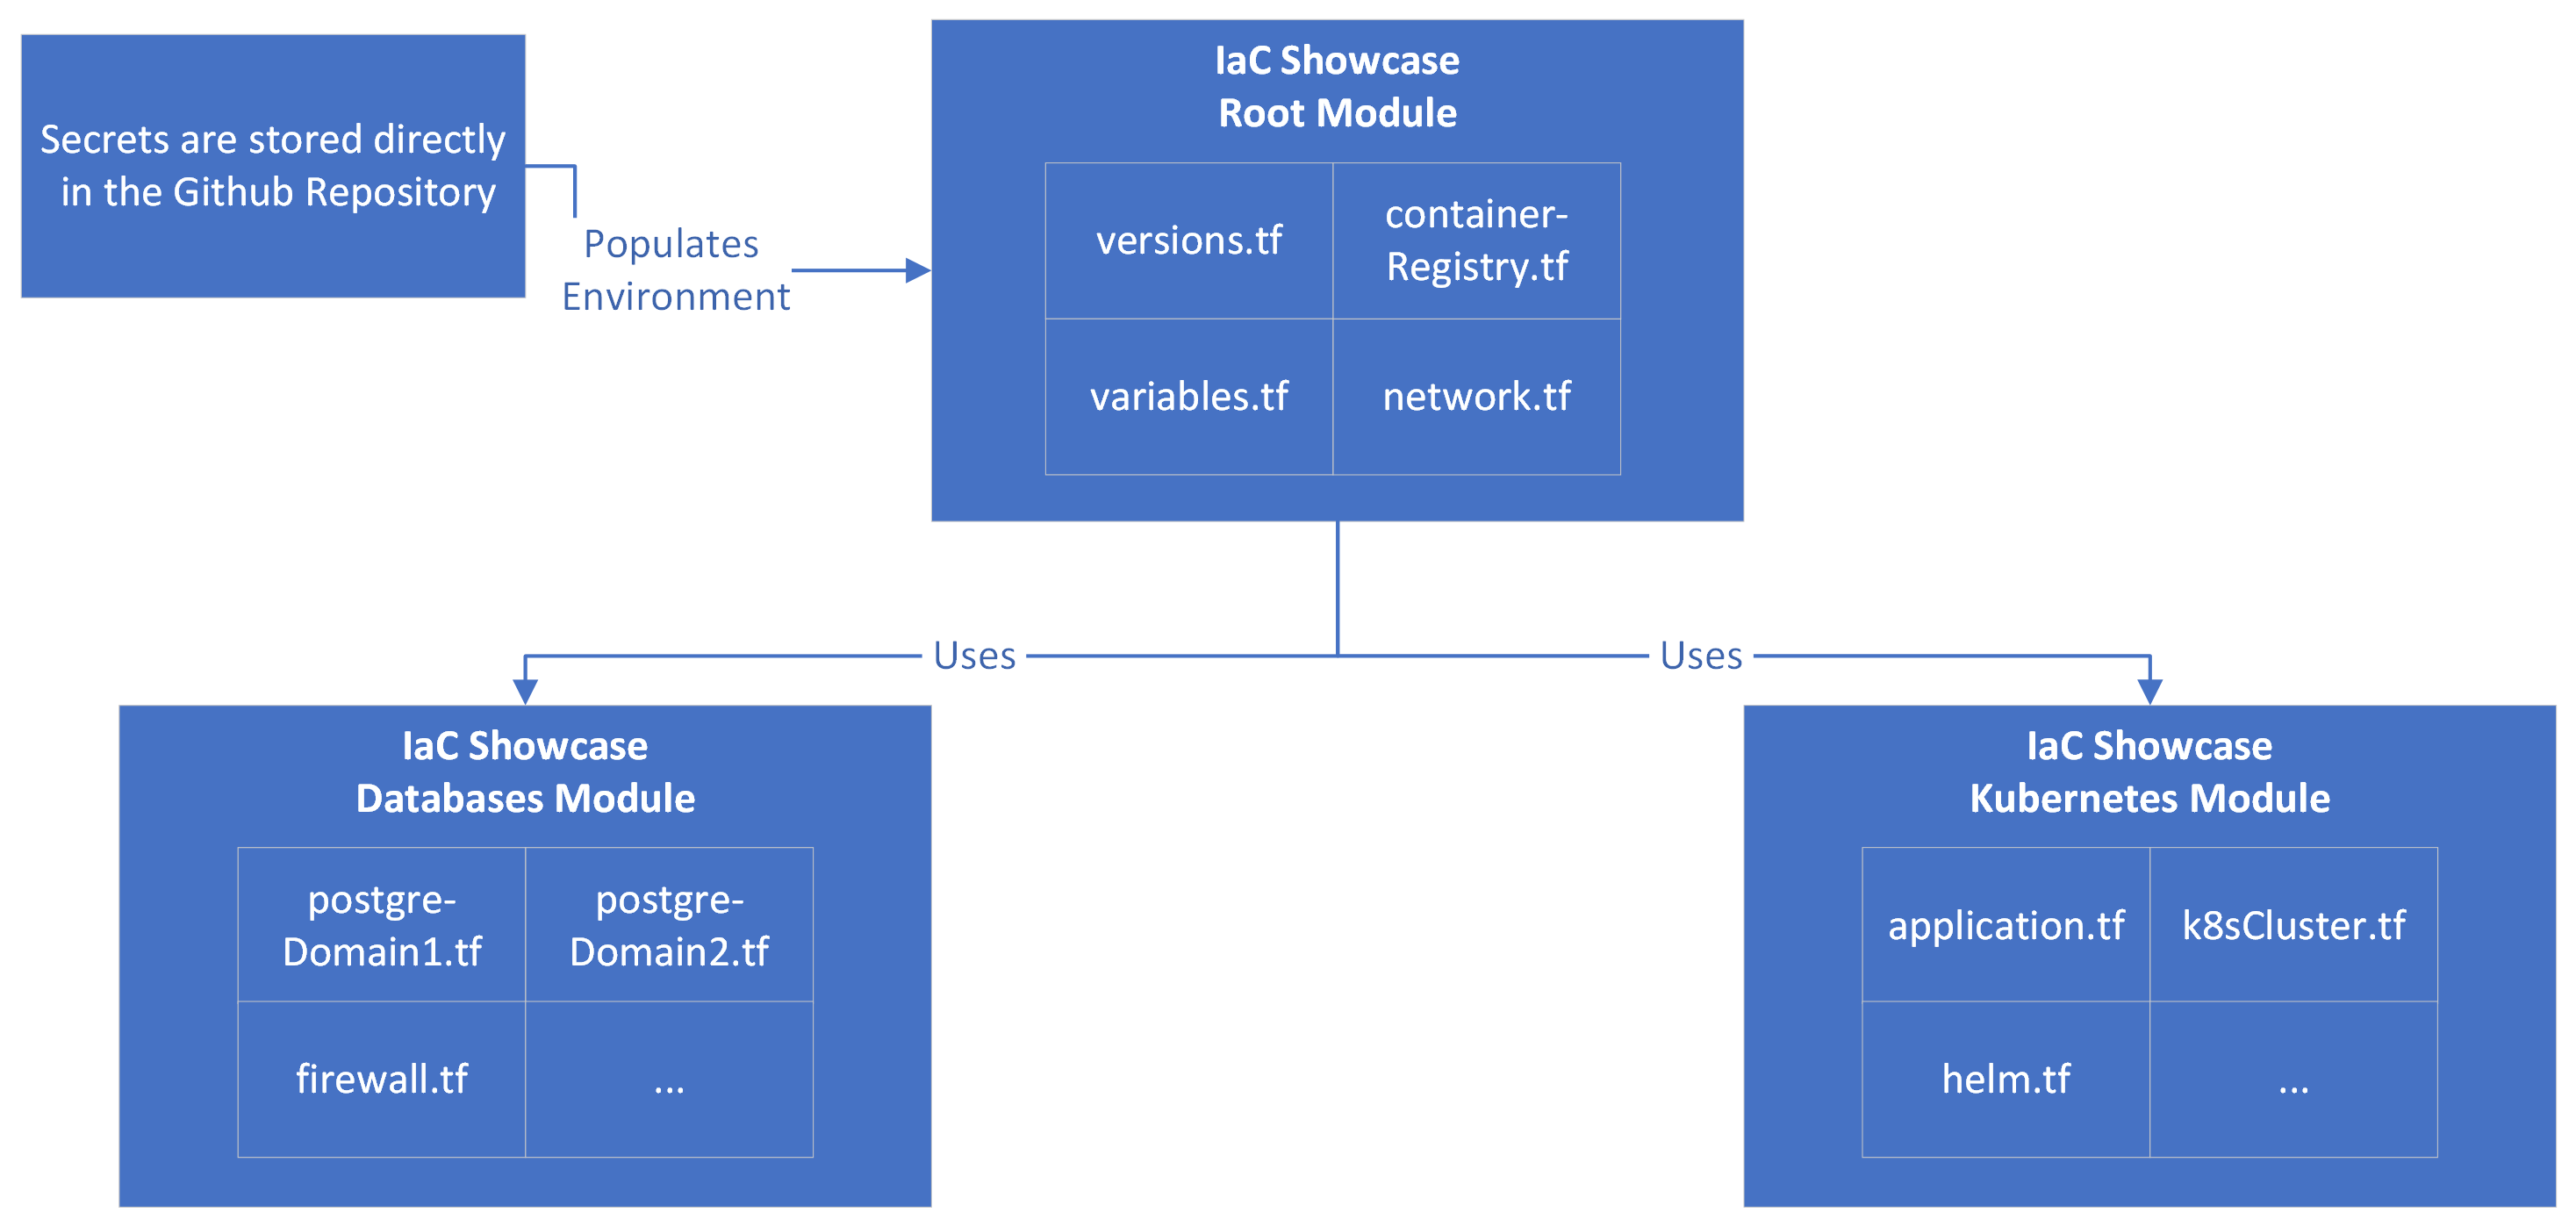 Secrets are stored directly
in the Github Repository
Populates
Environment
IaC Showcase
Root Module
versions.tf
container-
Registry.tf
variables.tf
network.tf
Uses
Uses
IaC Showcase
Databases Module
postgre-
Domain1.tf
postgre-
Domain2.tf
firewall.tf
...
IaC Showcase
Kubernetes Module
application.tf
k8sCluster.tf
helm.tf
...